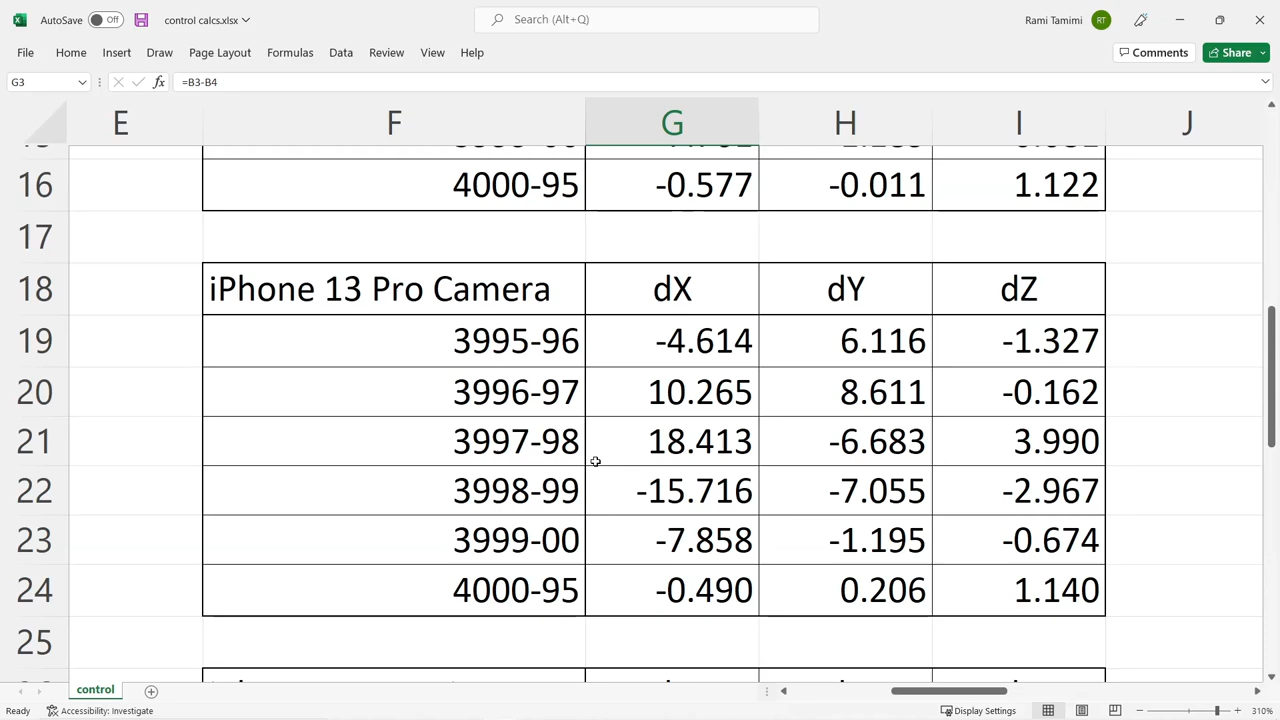 AutoSave Off control calcs.xlsx Search (Alt+Q) Rami Tamimi RT
File Home Insert Draw Page Layout Formulas Data Review View Help Comments Share
G3 fx =B3-B4
E F G H I J
16 4000-95 -0.577 -0.011 1.122
17
18 iPhone 13 Pro Camera dX dY dZ
19 3995-96 -4.614 6.116 -1.327
20 3996-97 10.265 8.611 -0.162
21 3997-98 18.413 -6.683 3.990
22 3998-99 -15.716 -7.055 -2.967
23 3999-00 -7.858 -1.195 -0.674
24 4000-95 -0.490 0.206 1.140
25
control
Ready Accessibility: Investigate Display Settings 310%